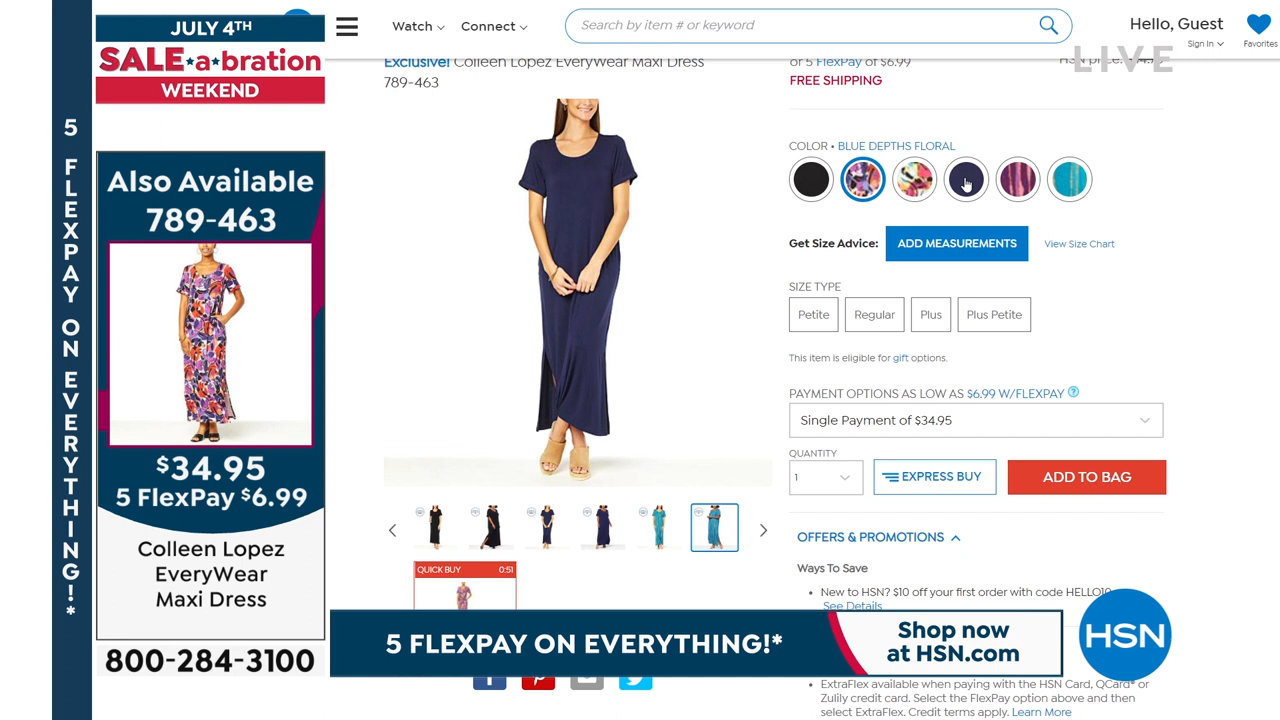 JULY 4TH
SALE★a★bration
WEEKEND
5 FLEXPAY ON EVERYTHING!*
Also Available
789-463
$34.95
5 FlexPay $6.99
Colleen Lopez
EveryWear
Maxi Dress
800-284-3100
Watch
Connect
Search by item # or keyword
Hello, Guest
Sign In
Favorites
LIVE
Exclusive! Colleen Lopez EveryWear Maxi Dress
789-463
or 5 FlexPay of $6.99
HSN price:
FREE SHIPPING
COLOR • BLUE DEPTHS FLORAL
Get Size Advice:
ADD MEASUREMENTS
View Size Chart
SIZE TYPE
Petite
Regular
Plus
Plus Petite
This item is eligible for gift options.
PAYMENT OPTIONS AS LOW AS $6.99 W/FLEXPAY ?
Single Payment of $34.95
QUANTITY
1
EXPRESS BUY
ADD TO BAG
OFFERS & PROMOTIONS
Ways To Save
• New to HSN? $10 off your first order with code HELLO10.
See Details
QUICK BUY 0:51
5 FLEXPAY ON EVERYTHING!*
Shop now
at HSN.com
HSN
• ExtraFlex available when paying with the HSN Card, QCard® or
Zulily credit card. Select the FlexPay option above and then
select ExtraFlex. Credit terms apply. Learn More